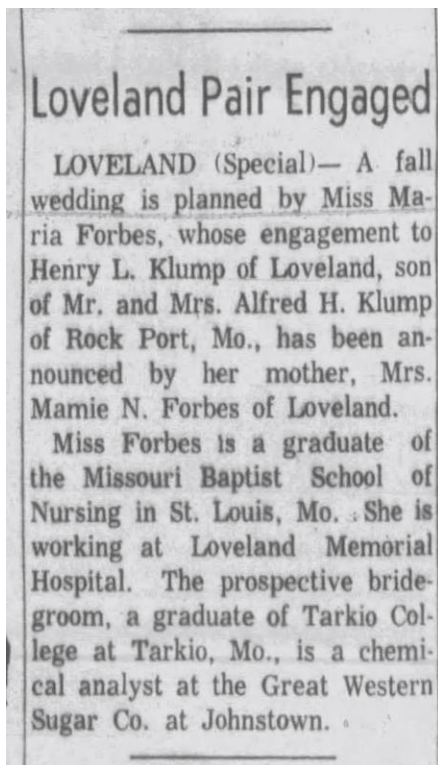 Loveland Pair Engaged
LOVELAND (Special)— A fall
wedding is planned by Miss Ma-
ria Forbes, whose engagement to
Henry L. Klump of Loveland, son
of Mr. and Mrs. Alfred H. Klump
of Rock Port, Mo., has been an-
nounced by her mother, Mrs.
Mamie N. Forbes of Loveland.
Miss Forbes is a graduate of
the Missouri Baptist School of
Nursing in St. Louis, Mo. She is
working at Loveland Memorial
Hospital. The prospective bride-
groom, a graduate of Tarkio Col-
lege at Tarkio, Mo., is a chemi-
cal analyst at the Great Western
Sugar Co. at Johnstown.